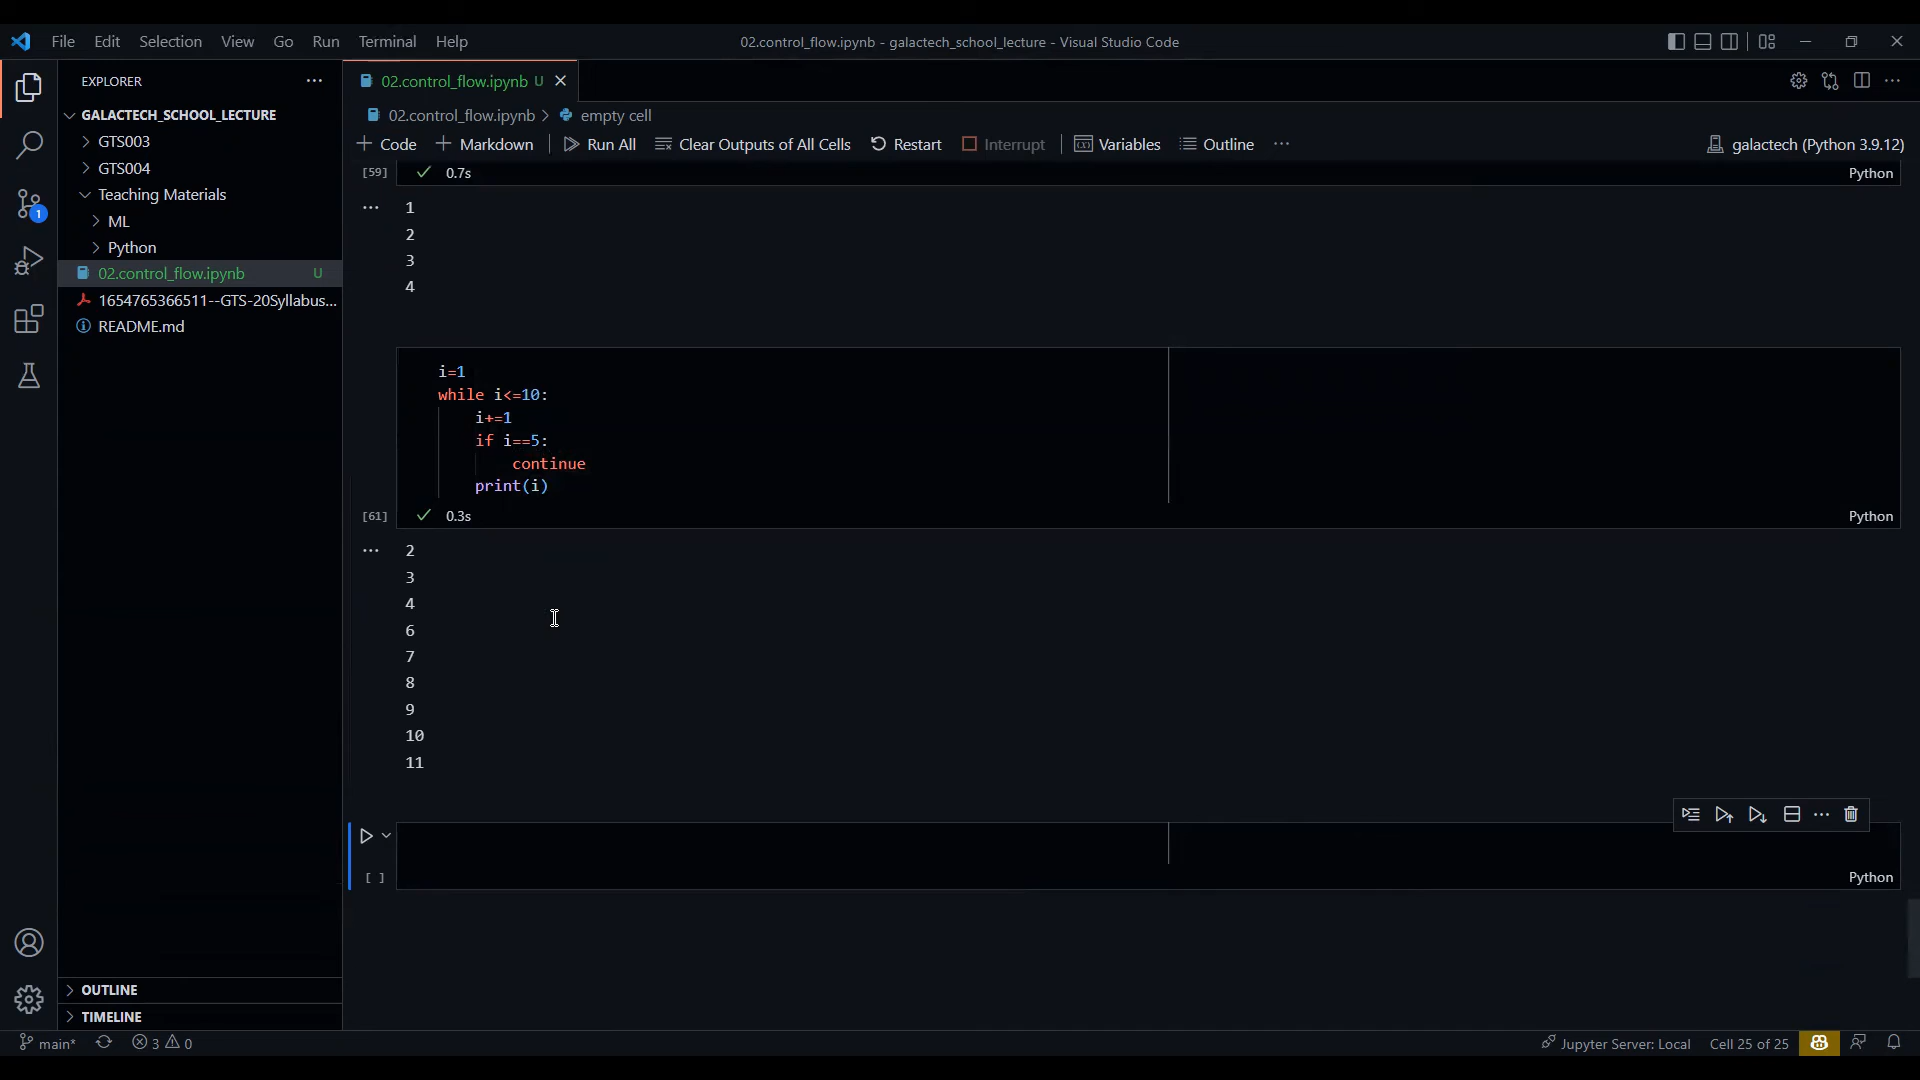 File Edit Selection View Go Run Terminal Help
02.control_flow.ipynb - galactech_school_lecture - Visual Studio Code
EXPLORER
GALACTECH_SCHOOL_LECTURE
GTS003
GTS004
Teaching Materials
ML
Python
02.control_flow.ipynb U
1654765366511--GTS-20Syllabus...
README.md
OUTLINE
TIMELINE
1
02.control_flow.ipynb U
02.control_flow.ipynb > empty cell
+ Code + Markdown Run All Clear Outputs of All Cells Restart Interrupt Variables Outline ... galactech (Python 3.9.12)
[59] 0.7s Python
... 1
2
3
4
i=1
while i<=10:
i+=1
if i==5:
continue
print(i)
[61] 0.3s Python
... 2
3
4
6
7
8
9
10
11
[ ] Python
main* 3 0 Jupyter Server: Local Cell 25 of 25